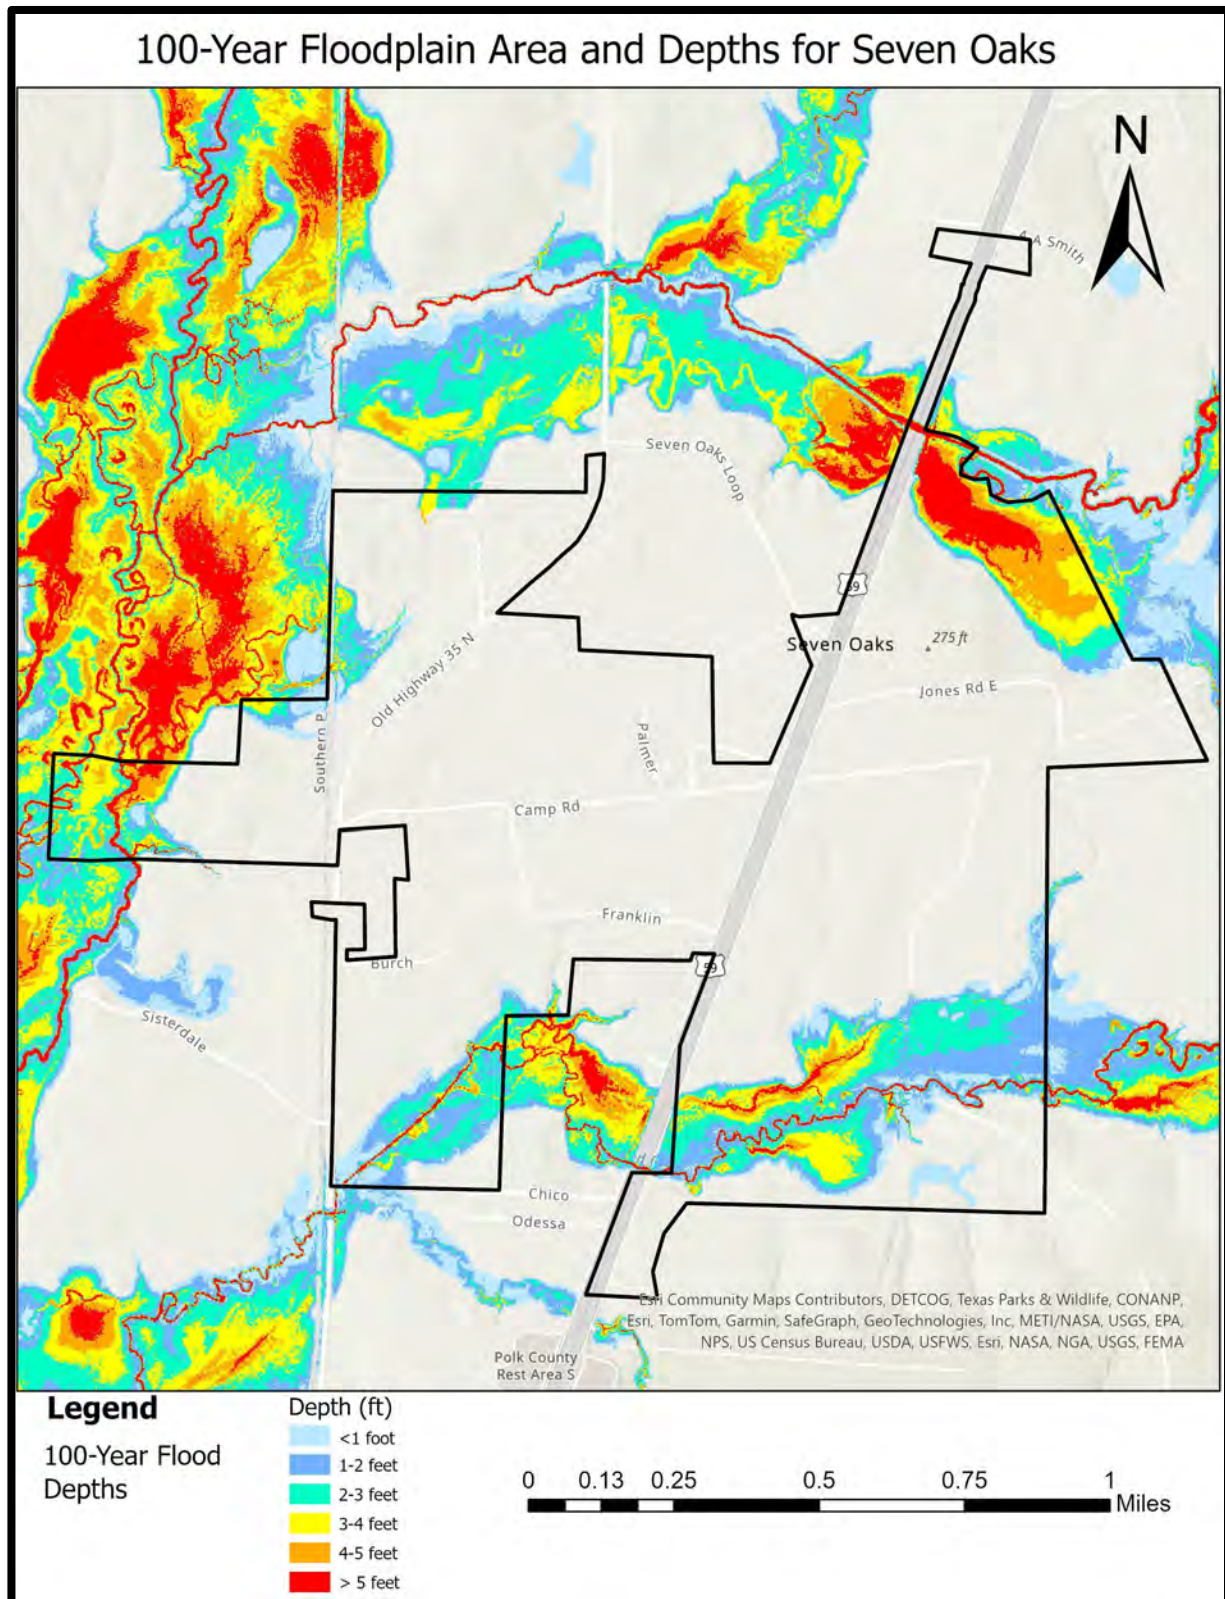 100-Year Floodplain Area and Depths for Seven Oaks
N
A A Smith
Seven Oaks
Loop
59
Seven Oaks
275 ft
Old Highway 35 N
Jones Rd E
Southern P
Palmer
Camp Rd
Franklin
Burch
59
Sisterdale
Chico
Odessa
Esri Community Maps Contributors, DETCOG, Texas Parks & Wildlife, CONANP,
Esri, TomTom, Garmin, SafeGraph, GeoTechnologies, Inc, METI/NASA, USGS, EPA,
NPS, US Census Bureau, USDA, USFWS, Esri, NASA, NGA, USGS, FEMA
Polk County
Rest Area S
Legend
100-Year Flood
Depths
Depth (ft)
<1 foot
1-2 feet
2-3 feet
3-4 feet
4-5 feet
> 5 feet
0 0.13 0.25 0.5 0.75 1
Miles